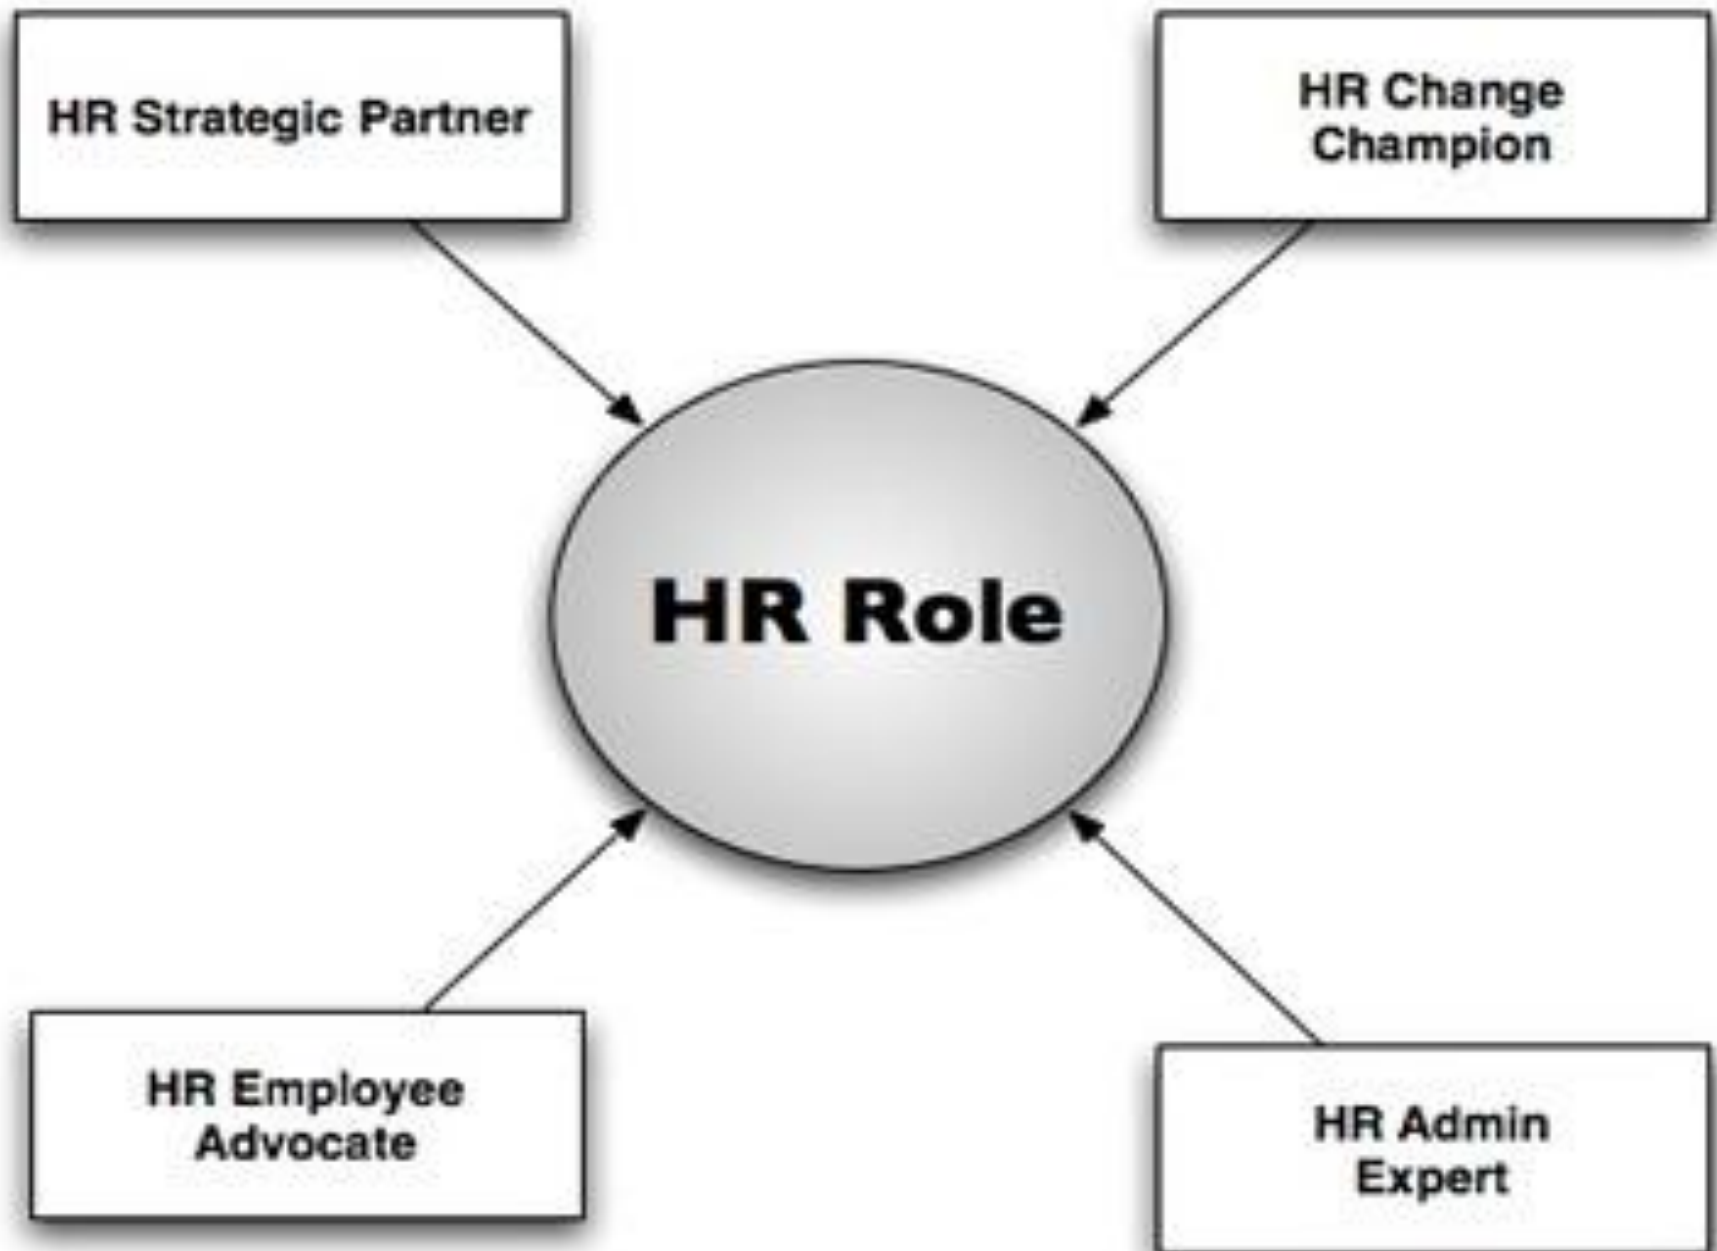 HR Strategic Partner
HR Change
Champion
HR Role
HR Employee
Advocate
HR Admin
Expert